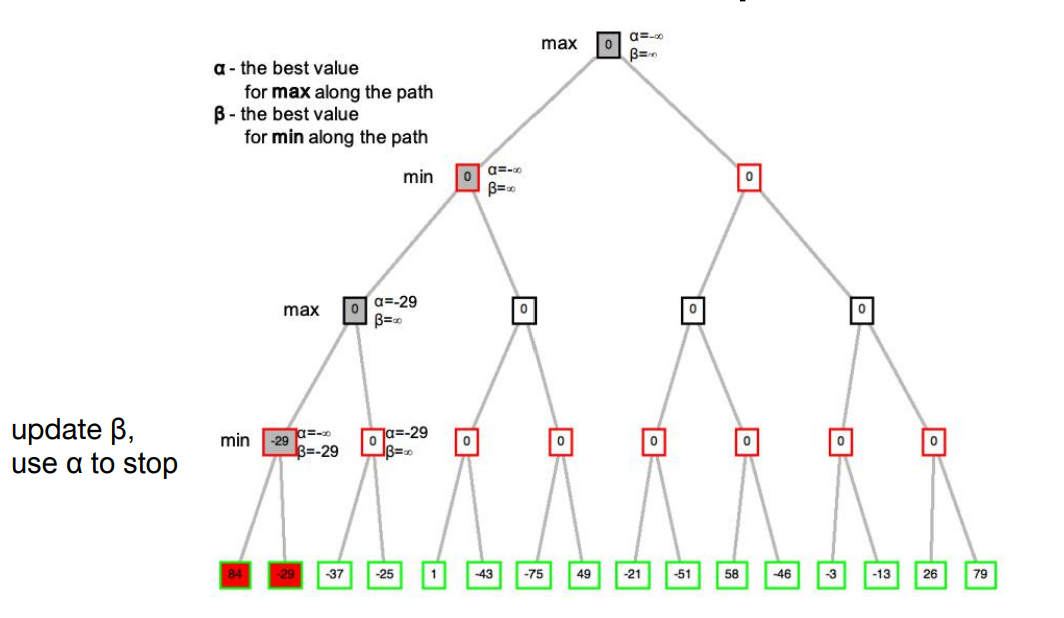 max 0 α=-∞
β=∞
α - the best value
for max along the path
β - the best value
for min along the path
min 0 α=-∞
β=∞
0
max 0 α=-29
β=∞
0
0
0
update β,
use α to stop
min -29 α=-∞
β=-29
0 α=-29
β=∞
0
0
0
0
0
0
84 -29 -37 -25 1 -43 -75 49 -21 -51 58 -46 -3 -13 26 79